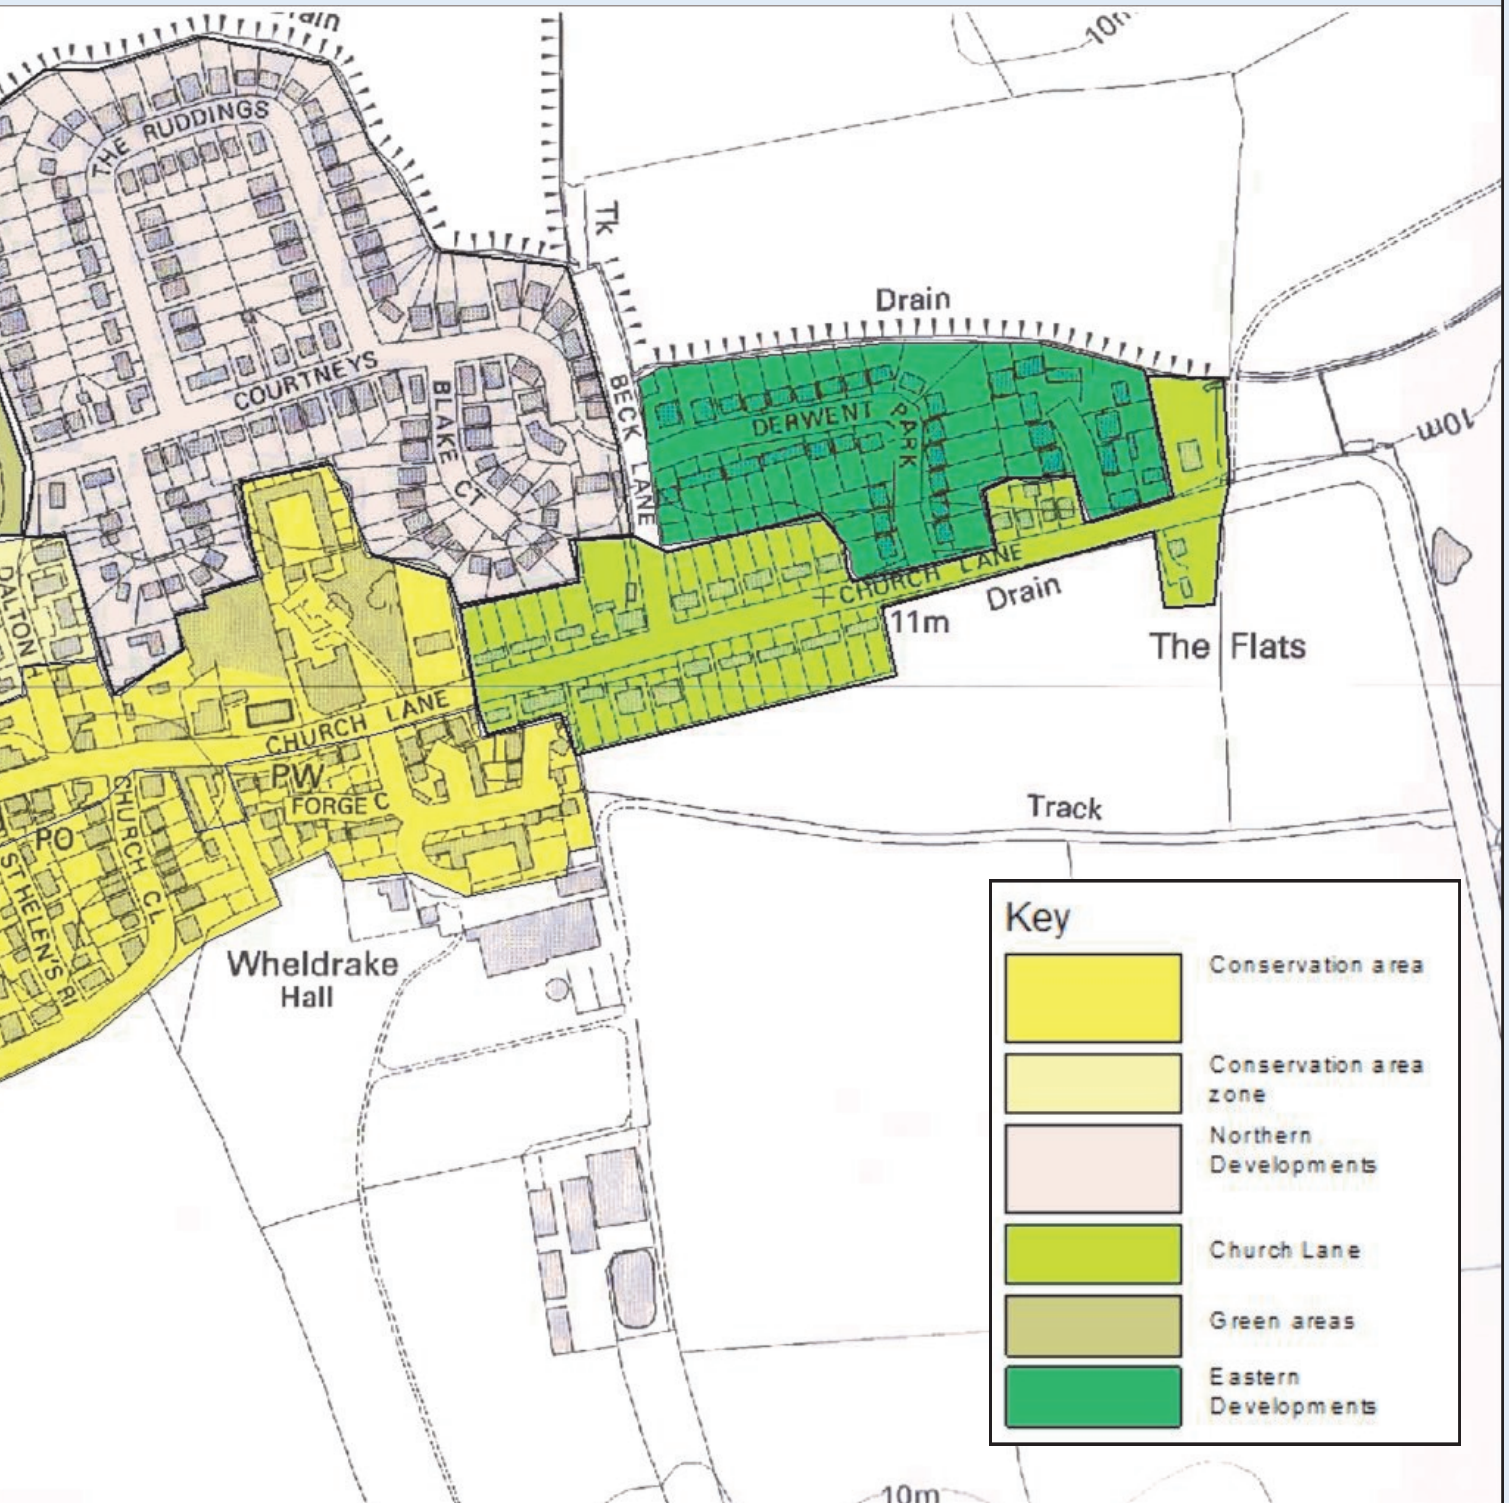 10m
THE RUDDINGS
Tk
Drain
COURTNEYS
BLAKE
CT
BECK LANE
DERWENT
PARK
10m
DALTON H
CHURCH LANE
11m
Drain
The Flats
CHURCH LANE
PW
FORGE C
CHURCH CL
PO
ST HELEN'S RI
Track
Wheldrake
Hall
10m
Key
Conservation area
Conservation area
zone
Northern
Developments
Church Lane
Green areas
Eastern
Developments